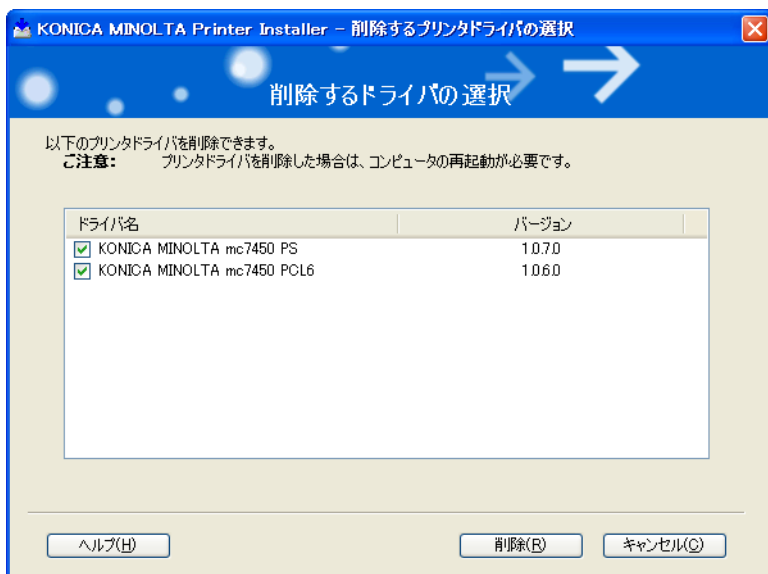 KONICA MINOLTA Printer Installer - 削除するプリンタドライバの選択
削除するドライバの選択
以下のプリンタドライバを削除できます。
ご注意: プリンタドライバを削除した場合は、コンピュータの再起動が必要です。
ドライバ名 バージョン
KONICA MINOLTA mc7450 PS 1.0.7.0
KONICA MINOLTA mc7450 PCL6 1.0.6.0
ヘルプ(H) 削除(R) キャンセル(C)